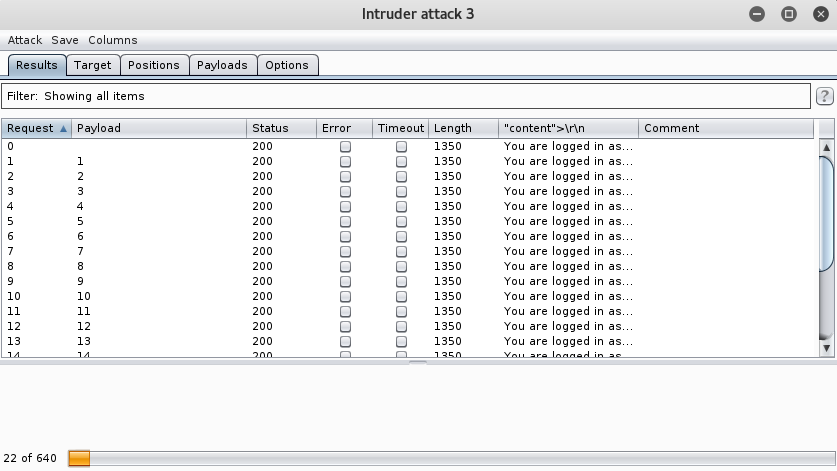 Intruder attack 3
Attack Save Columns
Results Target Positions Payloads Options
Filter: Showing all items ?
Request Payload Status Error Timeout Length "content">\r\n Comment
0 200 1350 You are logged in as...
1 1 200 1350 You are logged in as...
2 2 200 1350 You are logged in as...
3 3 200 1350 You are logged in as...
4 4 200 1350 You are logged in as...
5 5 200 1350 You are logged in as...
6 6 200 1350 You are logged in as...
7 7 200 1350 You are logged in as...
8 8 200 1350 You are logged in as...
9 9 200 1350 You are logged in as...
10 10 200 1350 You are logged in as...
11 11 200 1350 You are logged in as...
12 12 200 1350 You are logged in as...
13 13 200 1350 You are logged in as...
14 14 200 1350 You are logged in as...
22 of 640